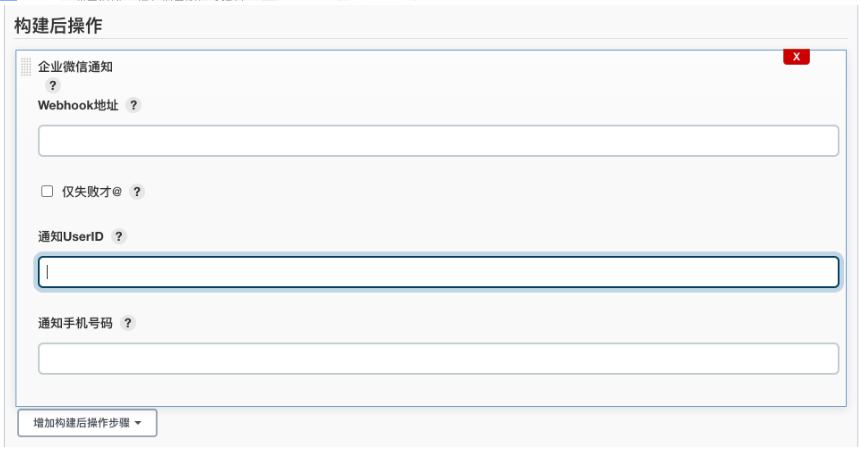 构建后操作
企业微信通知
X
?
Webhook地址 ?
仅失败才@ ?
通知UserID ?
通知手机号码 ?
增加构建后操作步骤